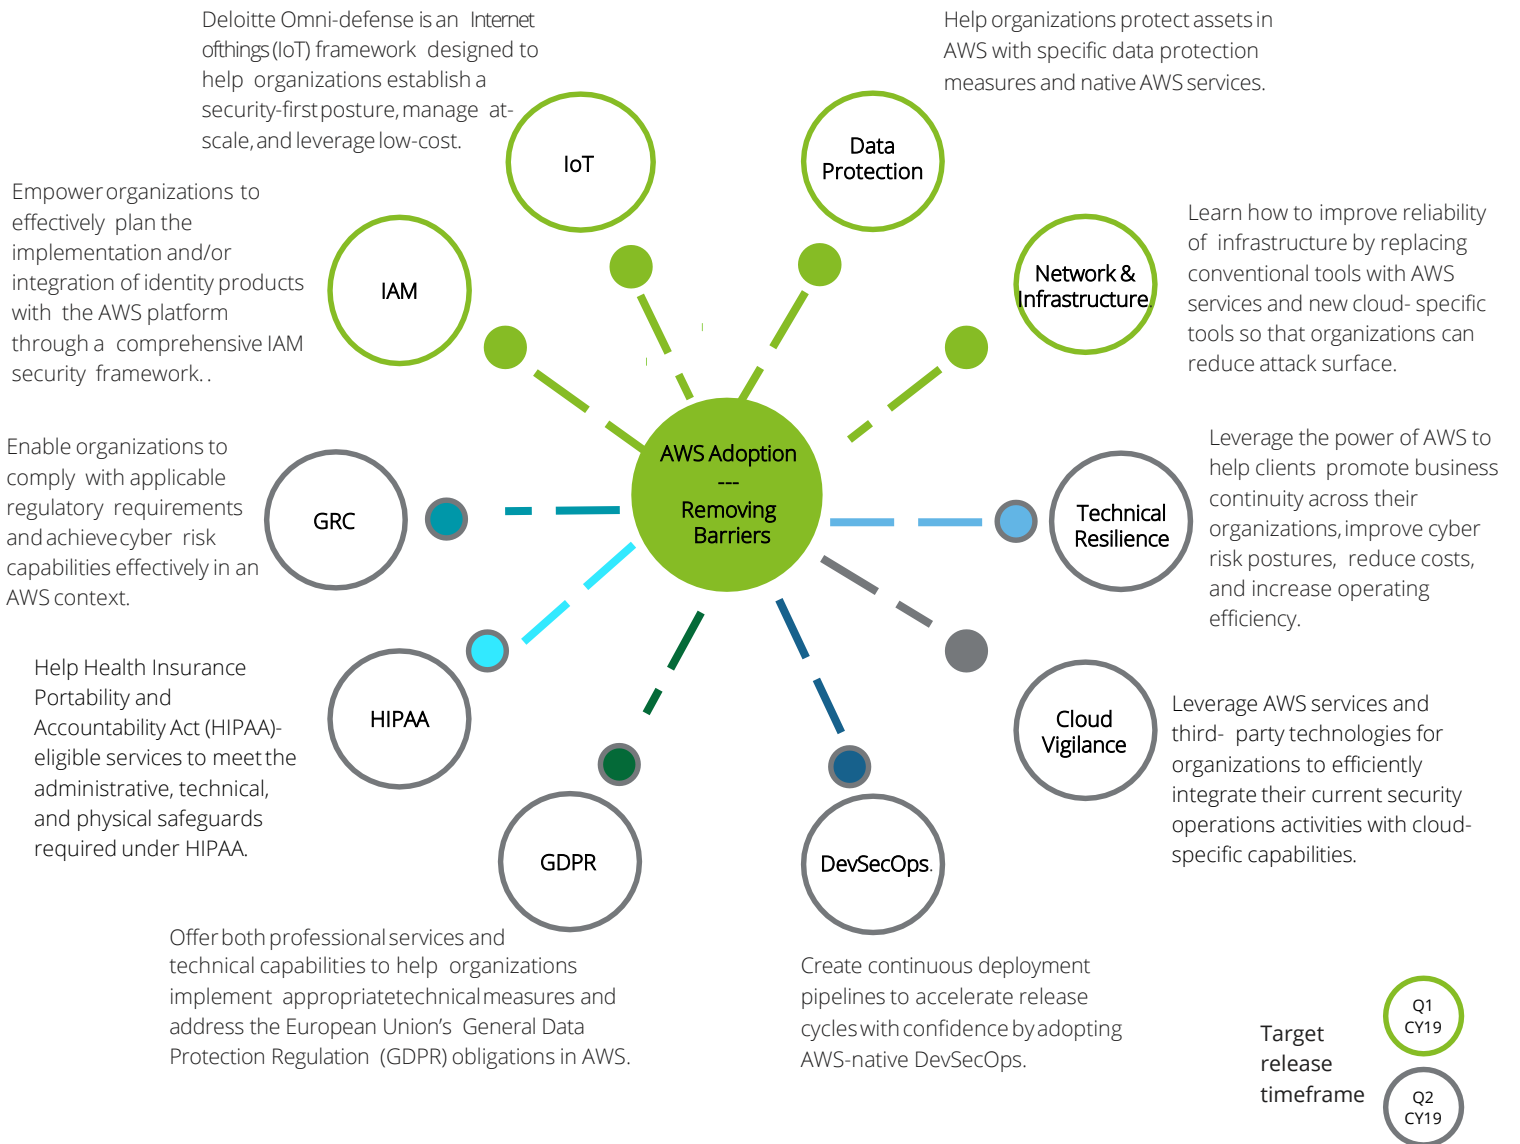 Deloitte Omni-defense is an Internet
ofthings (IoT) framework designed to
help organizations establish a
security-first posture, manage at-
scale, and leverage low-cost.
Help organizations protect assets in
AWS with specific data protection
measures and native AWS services.
IoT
Data
Protection
Empower organizations to
effectively plan the
implementation and/or
integration of identity products
with the AWS platform
through a comprehensive IAM
security framework. .
IAM
Network &
Infrastructure.
Learn how to improve reliability
of infrastructure by replacing
conventional tools with AWS
services and new cloud- specific
tools so that organizations can
reduce attack surface.
AWS Adoption
---
Removing
Barriers
Enable organizations to
comply with applicable
regulatory requirements
and achieve cyber risk
capabilities effectively in an
AWS context.
GRC
Technical
Resilience
Leverage the power of AWS to
help clients promote business
continuity across their
organizations, improve cyber
risk postures, reduce costs,
and increase operating
efficiency.
Help Health Insurance
Portability and
Accountability Act (HIPAA)-
eligible services to meet the
administrative, technical,
and physical safeguards
required under HIPAA.
HIPAA
Cloud
Vigilance
Leverage AWS services and
third- party technologies for
organizations to efficiently
integrate their current security
operations activities with cloud-
specific capabilities.
GDPR
DevSecOps.
Offer both professional services and
technical capabilities to help organizations
implement appropriate technical measures and
address the European Union’s General Data
Protection Regulation (GDPR) obligations in AWS.
Create continuous deployment
pipelines to accelerate release
cycles with confidence by adopting
AWS-native DevSecOps.
Target
release
timeframe
Q1
CY19
Q2
CY19